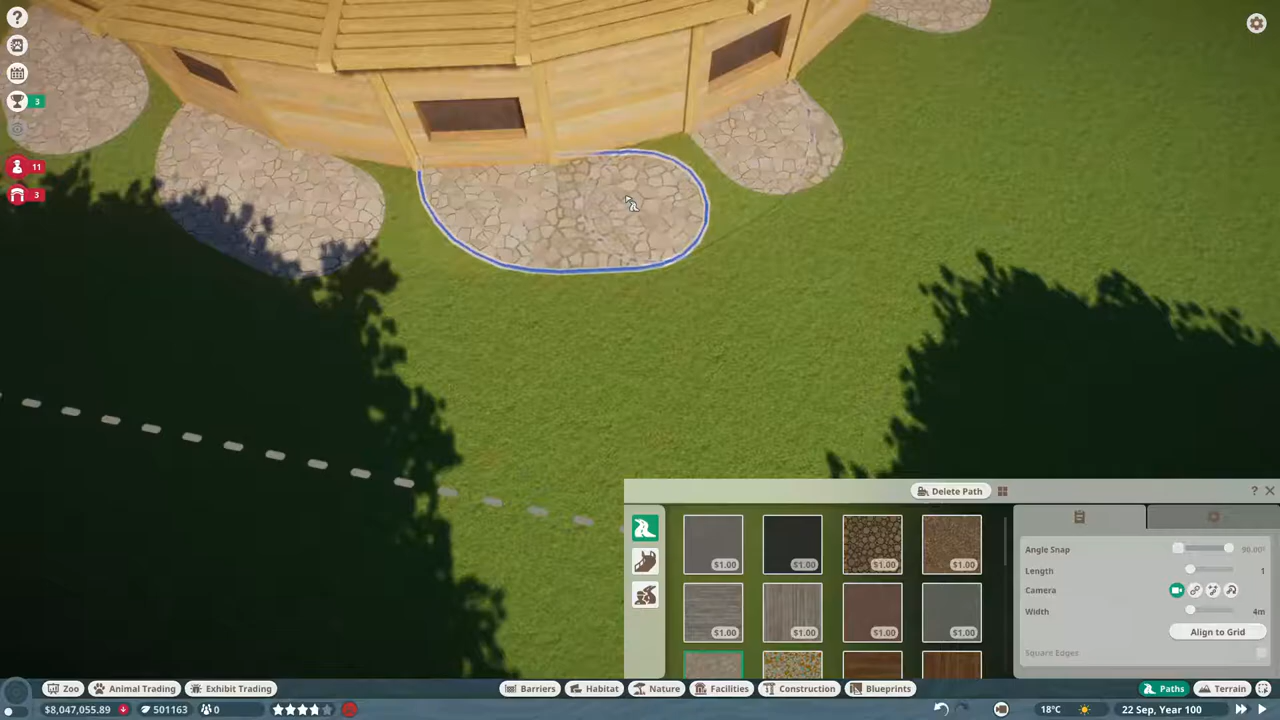 ?
3
11
3
Delete Path
?
$1.00
$1.00
$1.00
$1.00
$1.00
$1.00
$1.00
$1.00
Angle Snap
90.00°
Length
1
Camera
Width
4m
Align to Grid
Square Edges
Zoo
Animal Trading
Exhibit Trading
Barriers
Habitat
Nature
Facilities
Construction
Blueprints
Paths
Terrain
$8,047,055.89
501163
0
18°C
22 Sep, Year 100